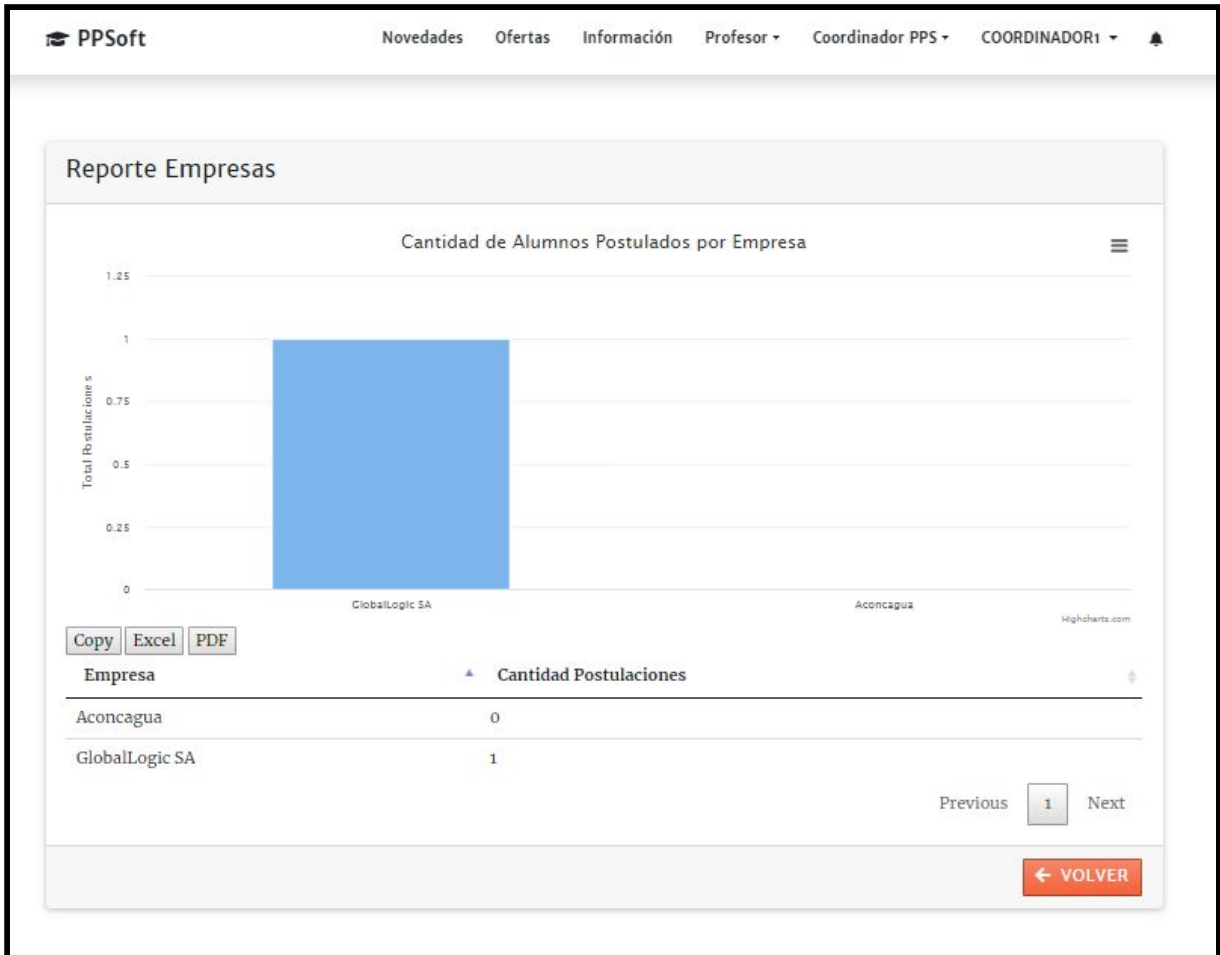 PPSoft Novedades Ofertas Información Profesor Coordinador PPS COORDINADOR1
Reporte Empresas
Cantidad de Alumnos Postulados por Empresa
1.25
1
0.75
0.5
0.25
0
Total Postulaciones
GlobalLogic SA Aconcagua
Highcharts.com
Copy Excel PDF
Empresa Cantidad Postulaciones
Aconcagua 0
GlobalLogic SA 1
Previous 1 Next
VOLVER